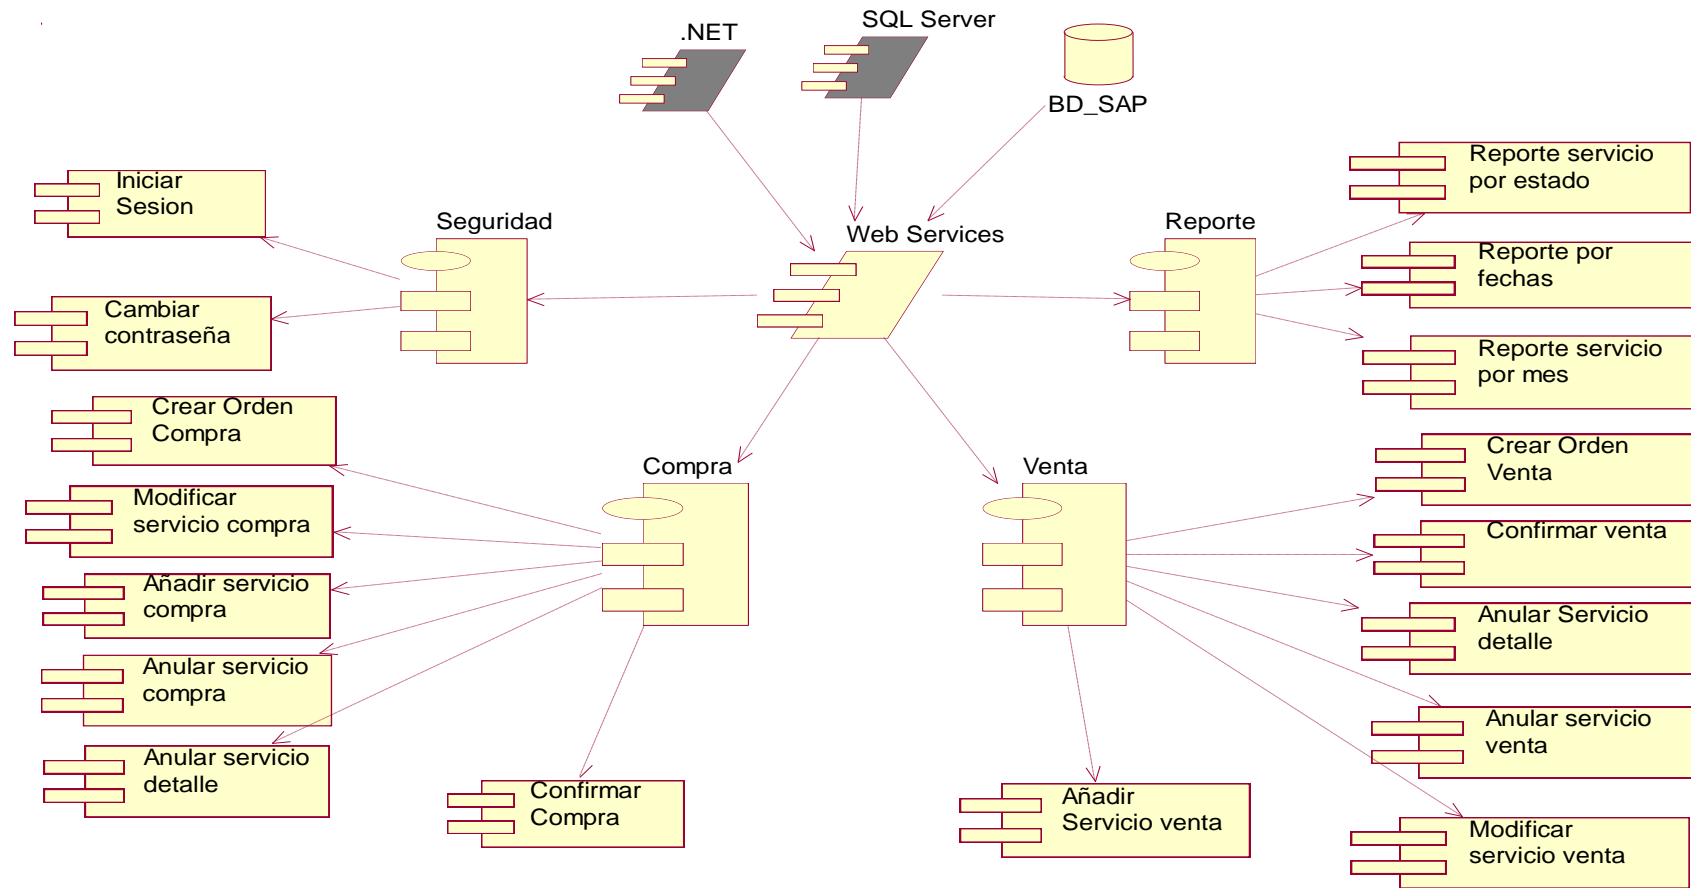 .NET
SQL Server
BD_SAP
Iniciar
Sesion
Seguridad
Web Services
Reporte
Reporte servicio
por estado
Reporte por
fechas
Cambiar
contraseña
Reporte servicio
por mes
Crear Orden
Compra
Compra
Venta
Crear Orden
Venta
Modificar
servicio compra
Confirmar venta
Añadir servicio
compra
Anular Servicio
detalle
Anular servicio
compra
Anular servicio
venta
Anular servicio
detalle
Confirmar
Compra
Añadir
Servicio venta
Modificar
servicio venta